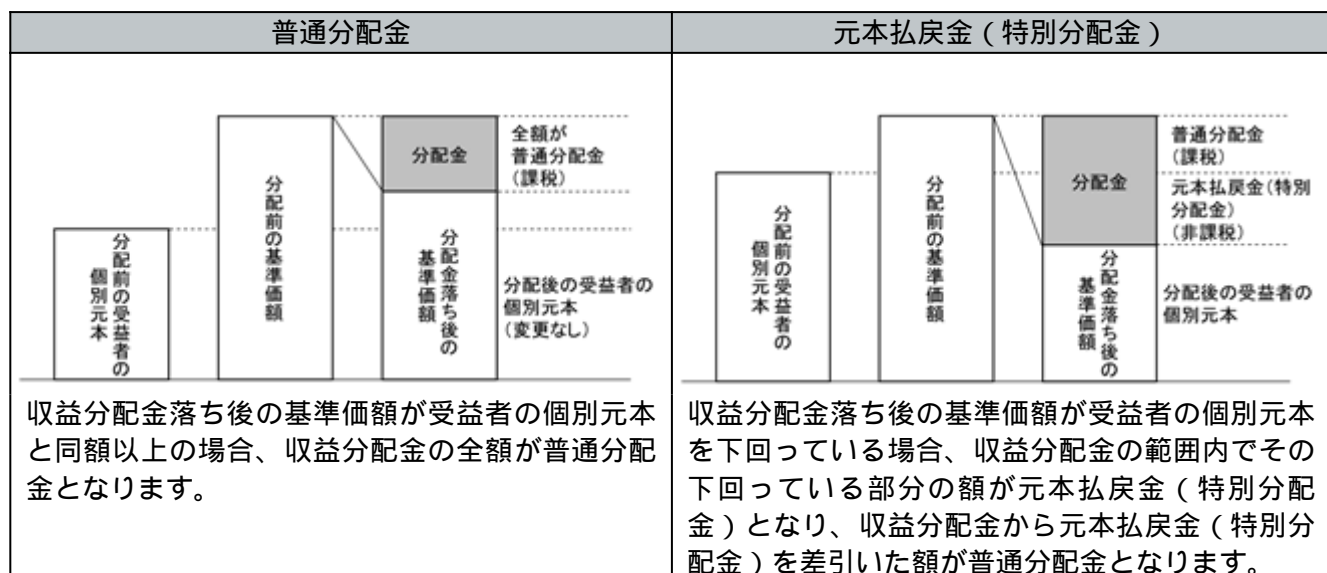 普通分配金
分配前の受益者の
個別元本
分配前の基準価額
分配金
分配金落ち後の
基準価額
全額が
普通分配金
(課税)
分配後の受益者の
個別元本
(変更なし)
収益分配金落ち後の基準価額が受益者の個別元本
と同額以上の場合、収益分配金の全額が普通分配
金となります。
元本払戻金(特別分配金)
分配前の受益者の
個別元本
分配前の基準価額
分配金
分配金落ち後の
基準価額
普通分配金
(課税)
元本払戻金(特別
分配金)
(非課税)
分配後の受益者の
個別元本
収益分配金落ち後の基準価額が受益者の個別元本
を下回っている場合、収益分配金の範囲内でその
下回っている部分の額が元本払戻金(特別分配
金)となり、収益分配金から元本払戻金(特別分
配金)を差引いた額が普通分配金となります。